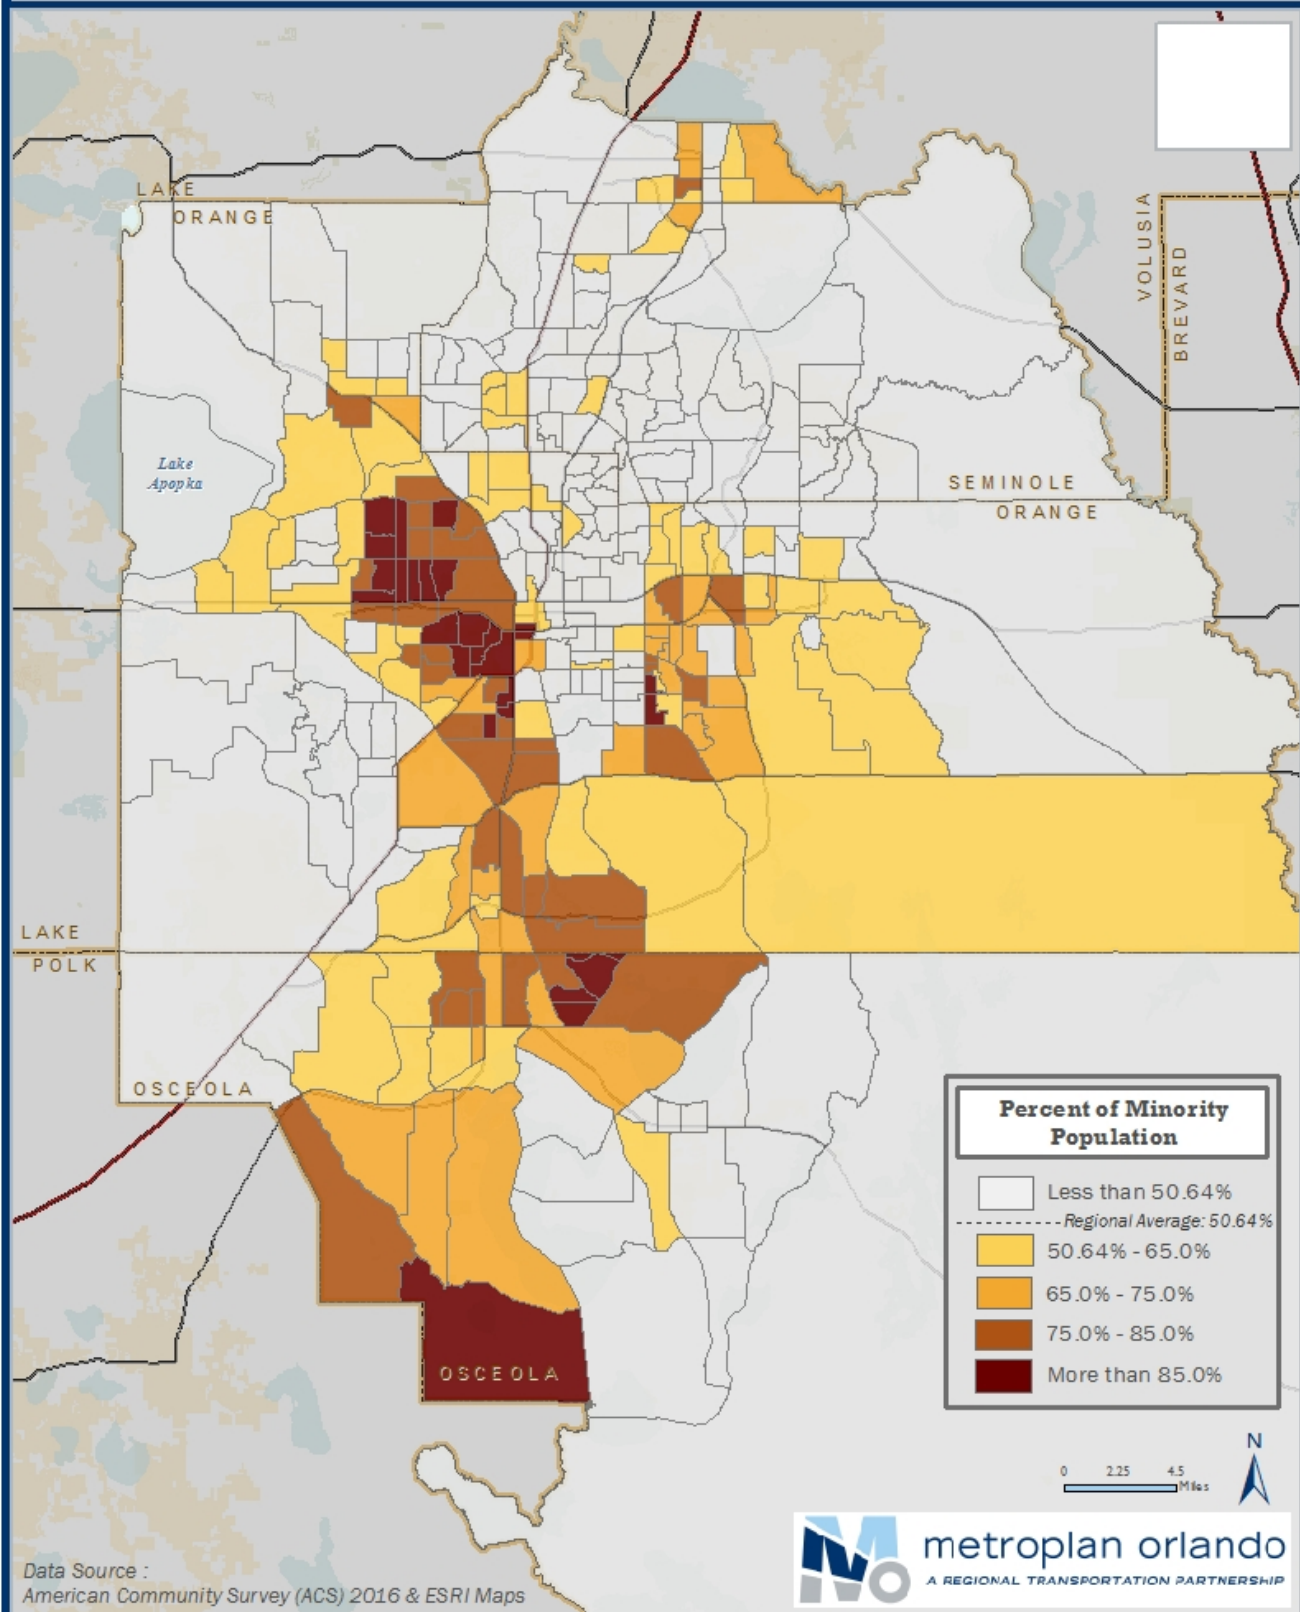 LAKE
ORANGE
VOLUSIA
BREVARD
Lake
Apopka
SEMINOLE
ORANGE
LAKE
POLK
OSCEOLA
OSCEOLA
Percent of Minority
Population
Less than 50.64%
Regional Average: 50.64%
50.64% - 65.0%
65.0% - 75.0%
75.0% - 85.0%
More than 85.0%
N
0 2.25 4.5
Miles
metroplan orlando
A REGIONAL TRANSPORTATION PARTNERSHIP
Data Source :
American Community Survey (ACS) 2016 & ESRI Maps